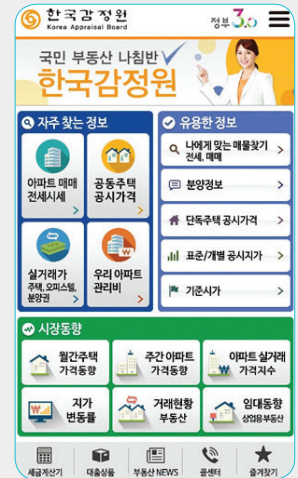 한국감정원
Korea Appraisal Board
정부 3.0
국민 부동산 나침반
한국감정원
자주 찾는 정보
아파트 매매
전세시세
공동주택
공시가격
실거래가
주택, 오피스텔,
분양권
우리 아파트
관리비
유용한 정보
나에게 맞는 매물찾기
전세, 매매
분양정보
단독주택 공시가격
표준/개별 공시지가
기준시가
시장동향
월간주택
가격동향
주간아파트
가격동향
아파트 실거래
가격지수
지가
변동률
거래현황
부동산
임대동향
상업용부동산
세금계산기
대출상품
부동산 NEWS
콜센터
즐겨찾기